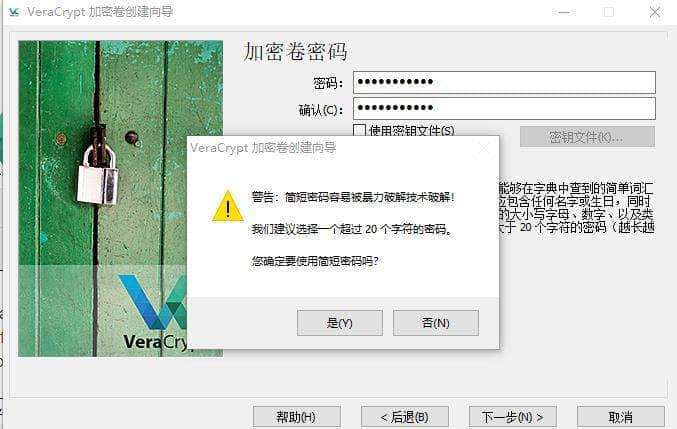 VeraCrypt 加密卷创建向导
加密卷密码
密码:
确认(C):
使用密钥文件(S)
密钥文件(K)...
VeraCrypt 加密卷创建向导
警告: 简短密码容易被暴力破解技术破解!
我们建议选择一个超过 20 个字符的密码。
您确定要使用简短密码吗?
是(Y)
否(N)
能够在字典中查到的简单词汇
应包含任何名字或生日，同时
的大小写字母、数字、以及类
大于 20 个字符的密码（越长越
VeraCry
帮助(H)
< 后退(B)
下一步(N) >
取消